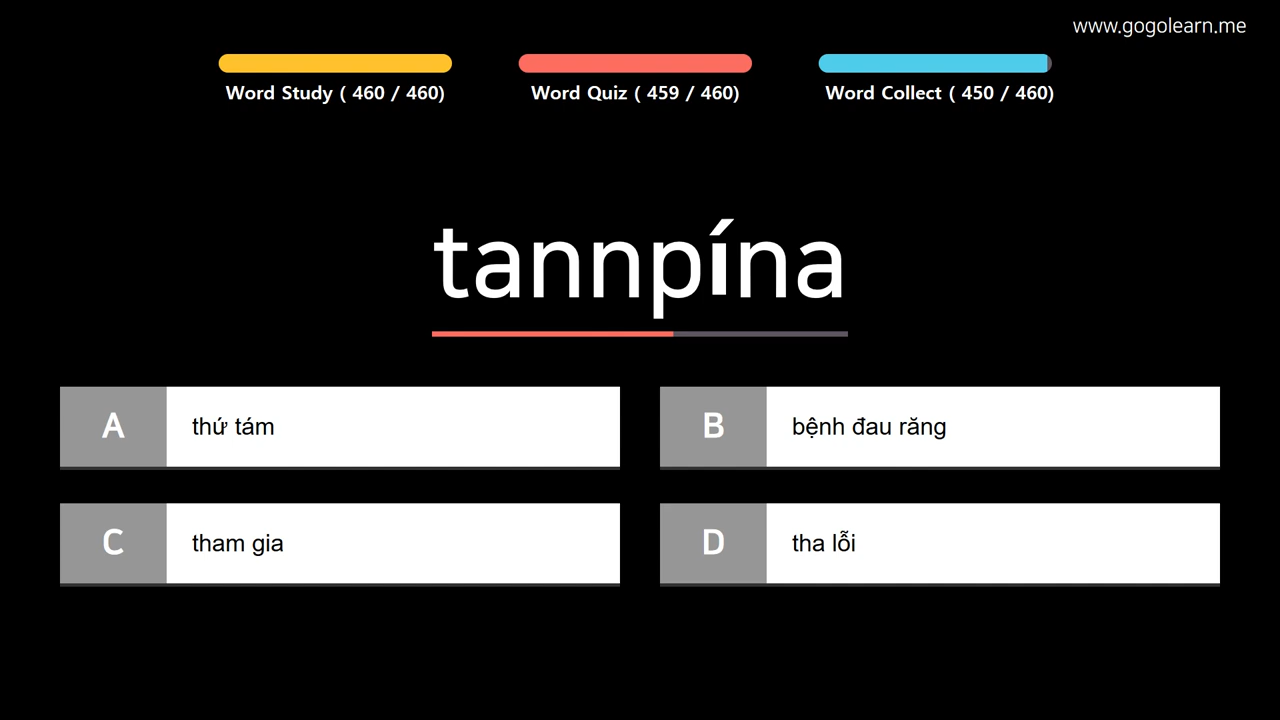 www.gogolearn.me
Word Study ( 460 / 460)
Word Quiz ( 459 / 460)
Word Collect ( 450 / 460)
tannpína
A thứ tám
B bệnh đau răng
C tham gia
D tha lỗi